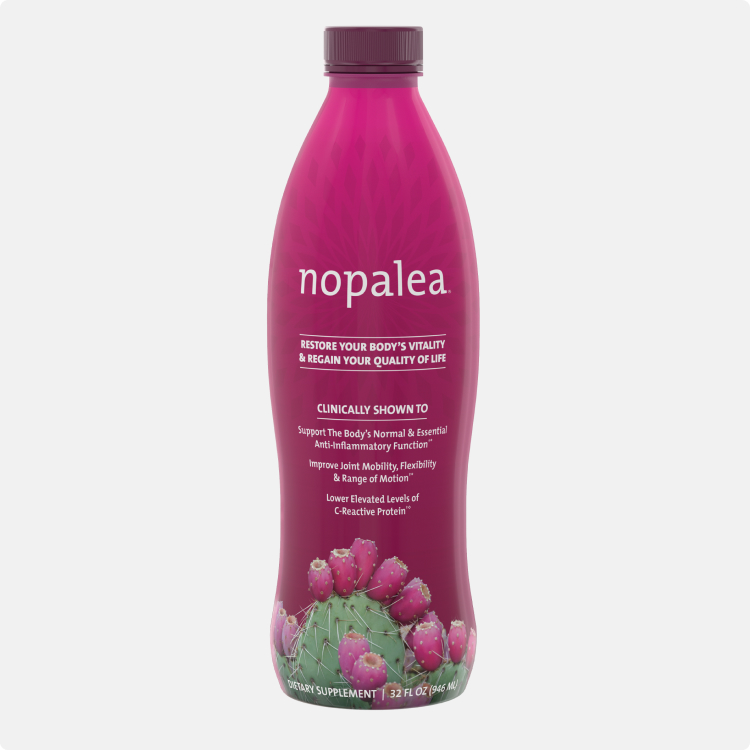 nopalea®
RESTORE YOUR BODY'S VITALITY
& REGAIN YOUR QUALITY OF LIFE
CLINICALLY SHOWN TO
Support The Body's Normal & Essential
Anti-Inflammatory Function
Improve Joint Mobility, Flexibility
& Range of Motion
Lower Elevated Levels of
C-Reactive Protein
DIETARY SUPPLEMENT | 32 FL OZ (946 ML)